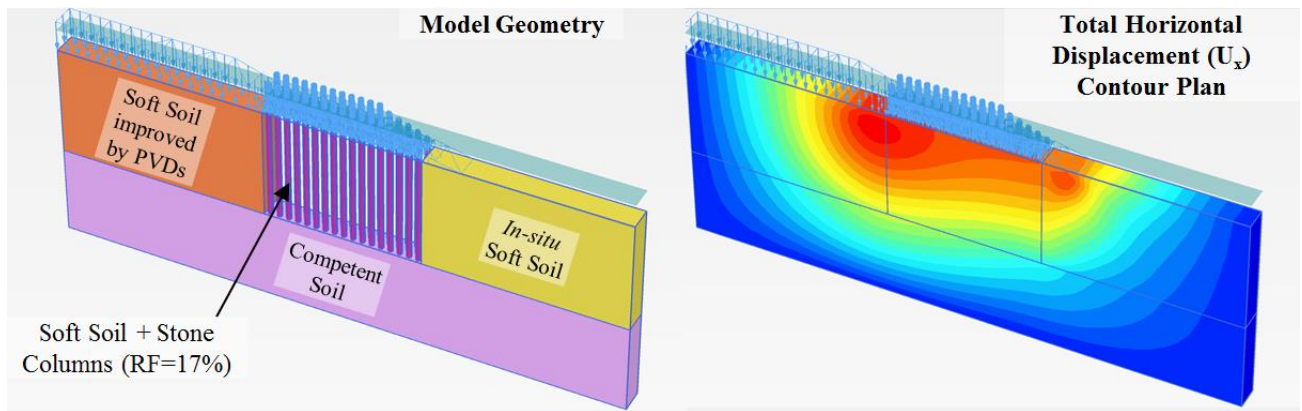 Model Geometry
Soft Soil
improved
by PVDs
In-situ
Soft Soil
Competent
Soil
Soft Soil + Stone
Columns (RF=17%)
Total Horizontal
Displacement (Uₓ)
Contour Plan